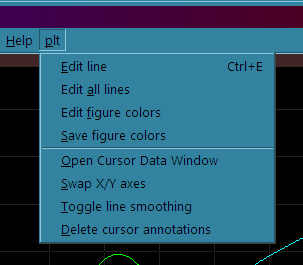 Help plt
Edit line Ctrl+E
Edit all lines
Edit figure colors
Save figure colors
Open Cursor Data Window
Swap X/Y axes
Toggle line smoothing
Delete cursor annotations